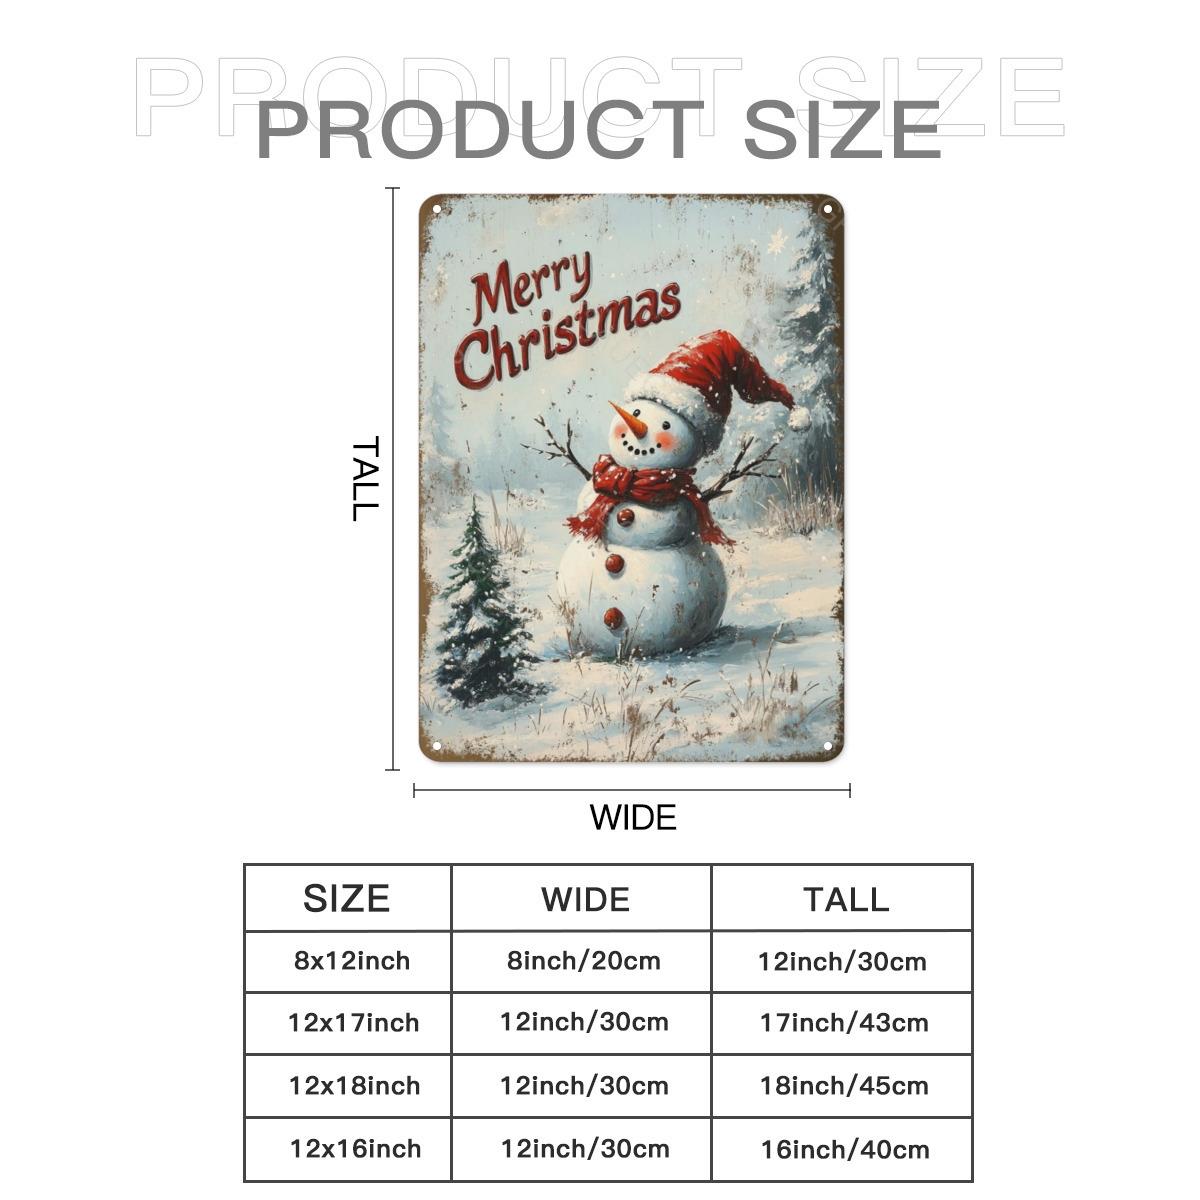 PRODUCT SIZE
PRODUCT SIZE
Merry
Christmas
TALL
WIDE
SIZE WIDE TALL
8x12inch 8inch/20cm 12inch/30cm
12x17inch 12inch/30cm 17inch/43cm
12x18inch 12inch/30cm 18inch/45cm
12x16inch 12inch/30cm 16inch/40cm